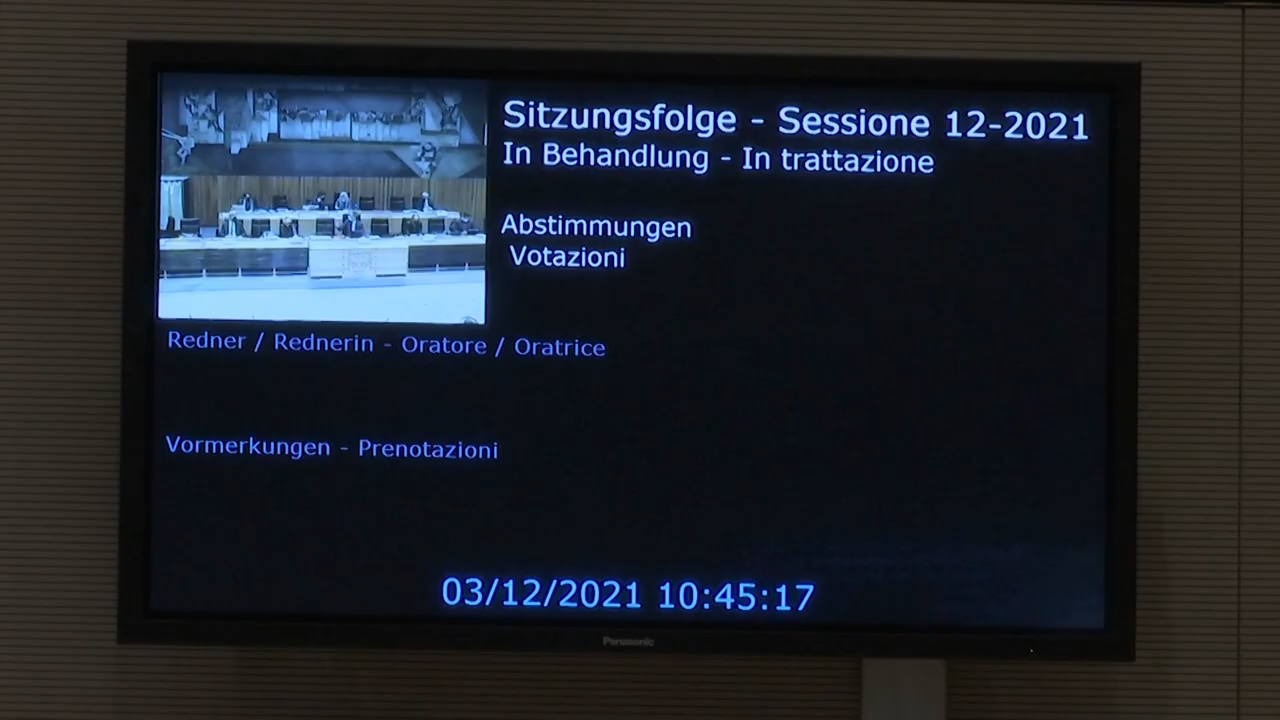 Sitzungsfolge - Sessione 12-2021
In Behandlung - In trattazione
Abstimmungen
Votazioni
Redner / Rednerin - Oratore / Oratrice
Vormerkungen - Prenotazioni
03/12/2021 10:45:17
Panasonic